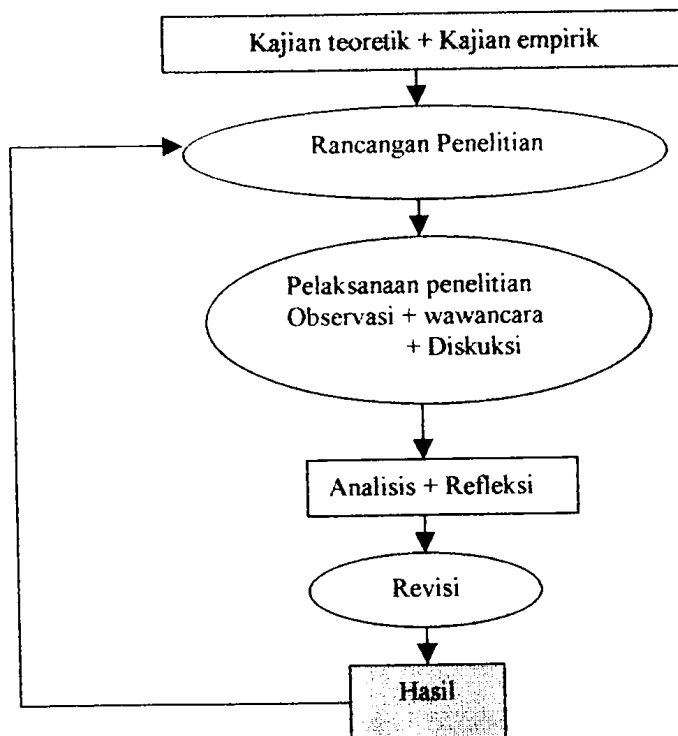 Kajian teoretik + Kajian empirik
Rancangan Penelitian
Pelaksanaan penelitian
Observasi + wawancara
+ Diskuksi
Analisis + Refleksi
Revisi
Hasil